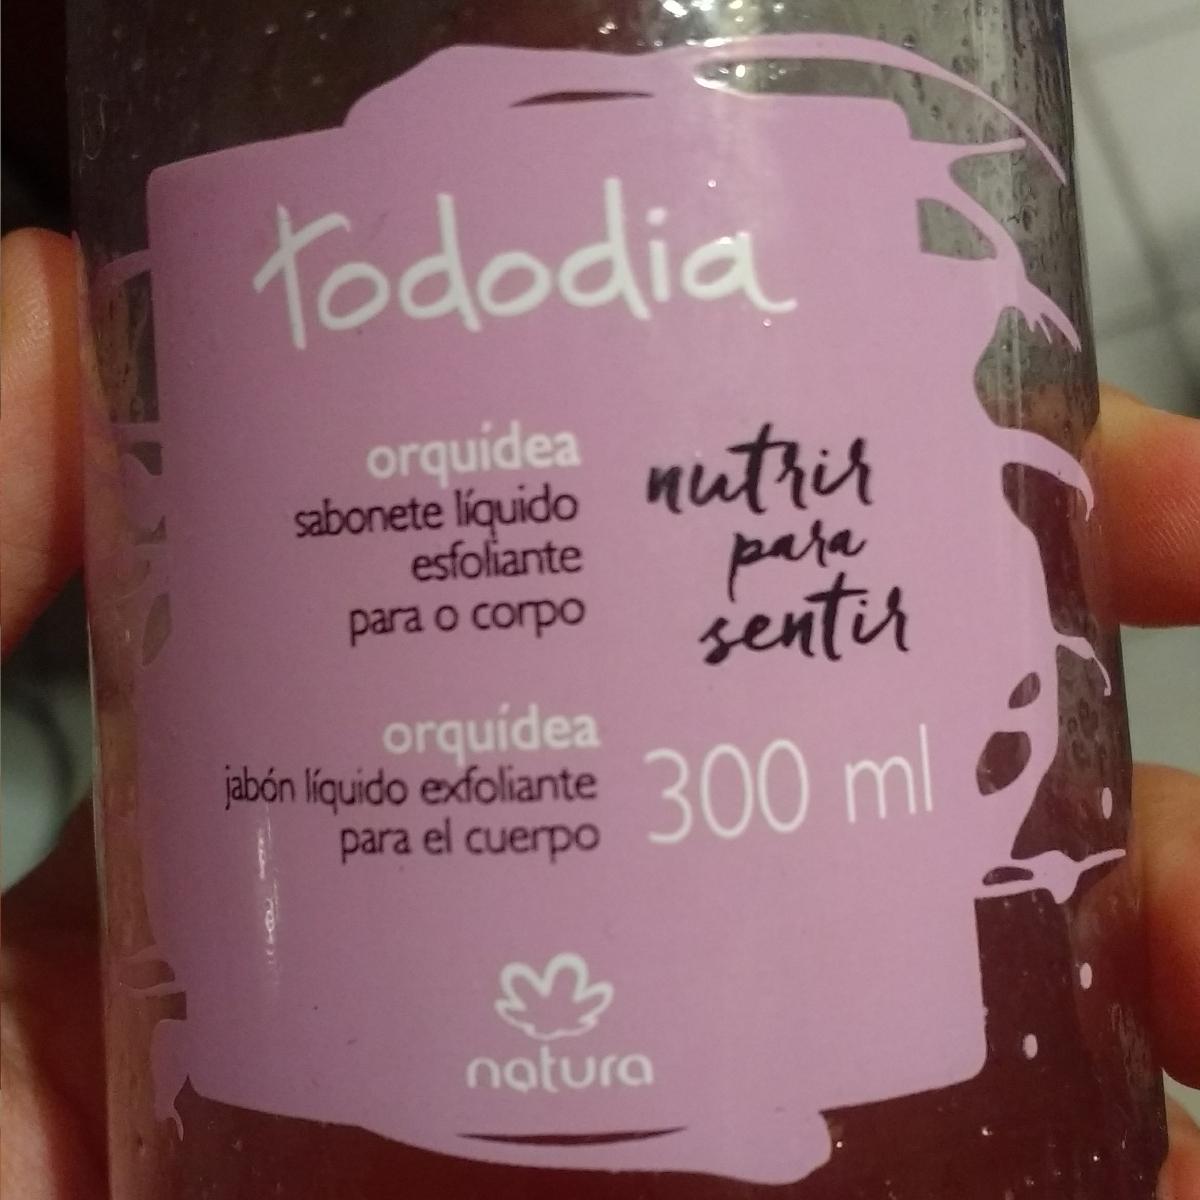 tododia
orquídea
sabonete líquido
esfoliante
para o corpo
nutrir
para
sentir
orquídea
jabón líquido exfoliante
para el cuerpo
300 ml
natura